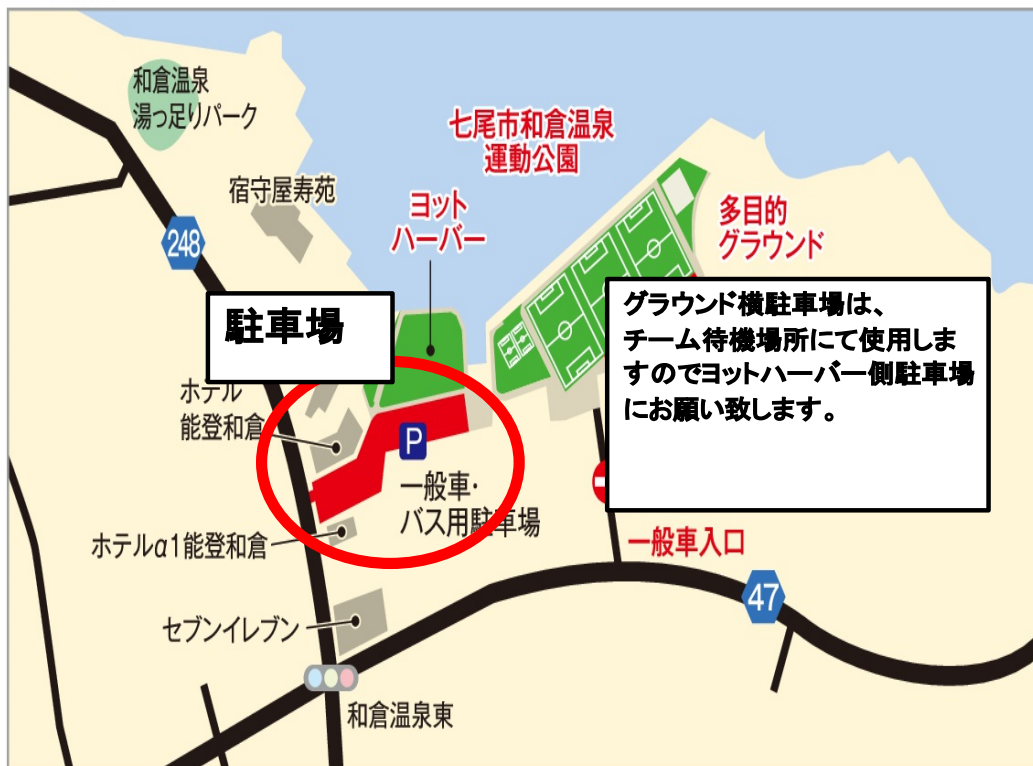 和倉温泉
湯っ足りパーク
七尾市和倉温泉
運動公園
宿守屋寿苑
ヨット
ハーバー
多目的
グラウンド
248
駐車場
グラウンド横駐車場は、
チーム待機場所にて使用しま
すのでヨットハーバー側駐車場
にお願い致します。
ホテル
能登和倉
P
一般車・
バス用駐車場
ホテルα1能登和倉
一般車入口
47
セブンイレブン
和倉温泉東